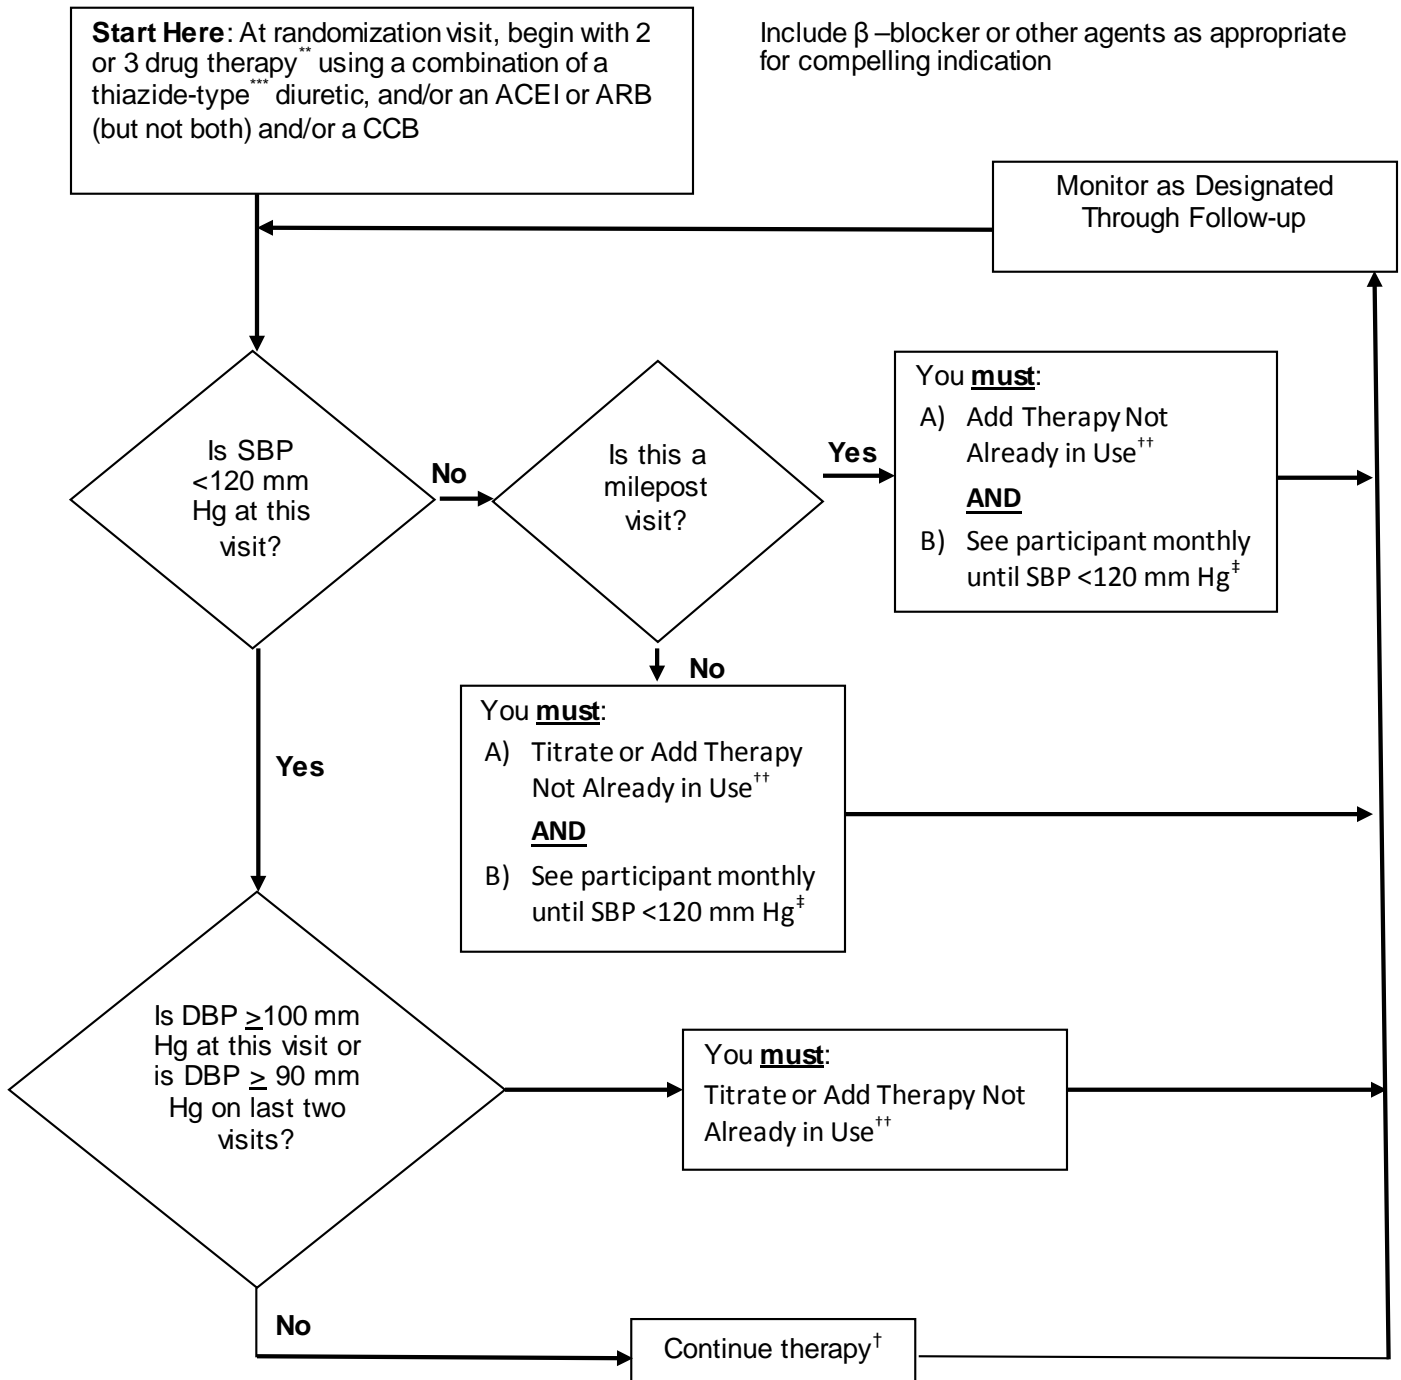 Start Here: At randomization visit, begin with 2
or 3 drug therapy** using a combination of a
thiazide-type*** diuretic, and/or an ACEI or ARB
(but not both) and/or a CCB
Include β –blocker or other agents as appropriate
for compelling indication
Monitor as Designated
Through Follow-up
Is SBP
<120 mm
Hg at this
visit?
No
Is this a
milepost
visit?
Yes
You must:
A) Add Therapy Not
Already in Use††
AND
B) See participant monthly
until SBP <120 mm Hg‡
No
You must:
A) Titrate or Add Therapy
Not Already in Use††
AND
B) See participant monthly
until SBP <120 mm Hg‡
Yes
Is DBP ≥100 mm
Hg at this visit or
is DBP ≥ 90 mm
Hg on last two
visits?
You must:
Titrate or Add Therapy Not
Already in Use††
No
Continue therapy†